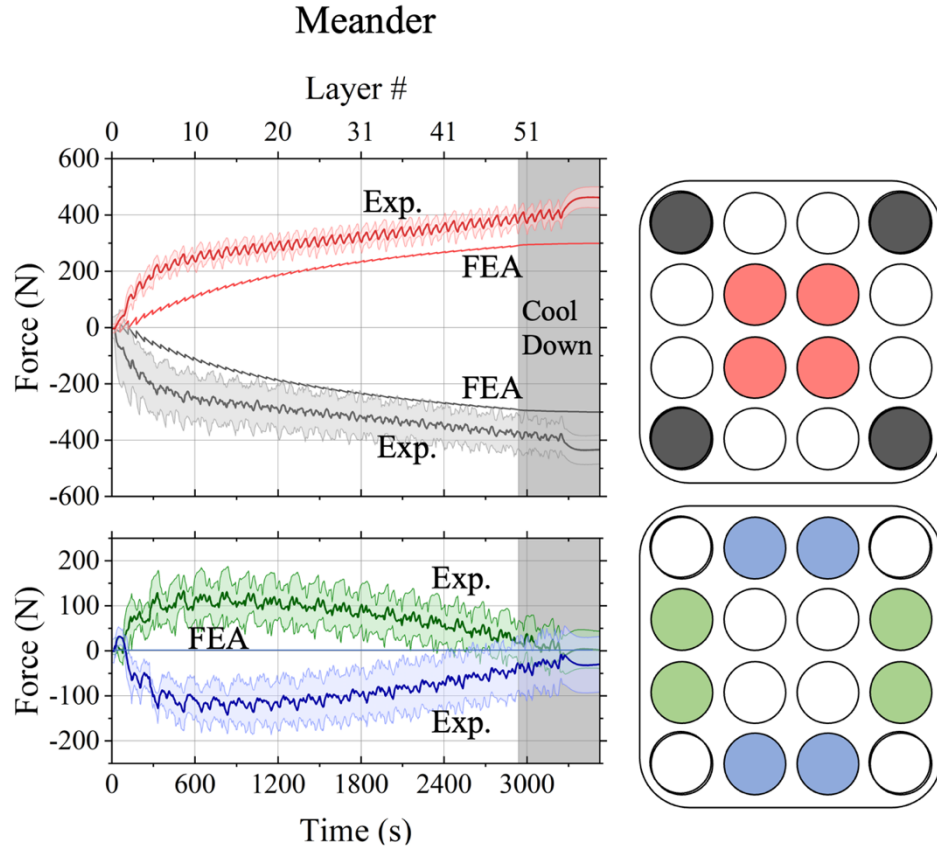 Meander
Layer #
0 10 20 31 41 51
600
400
200
0
-200
-400
-600
Force (N)
Exp.
FEA
Cool
Down
FEA
Exp.
200
100
0
-100
-200
Force (N)
Exp.
FEA
Exp.
0 600 1200 1800 2400 3000
Time (s)